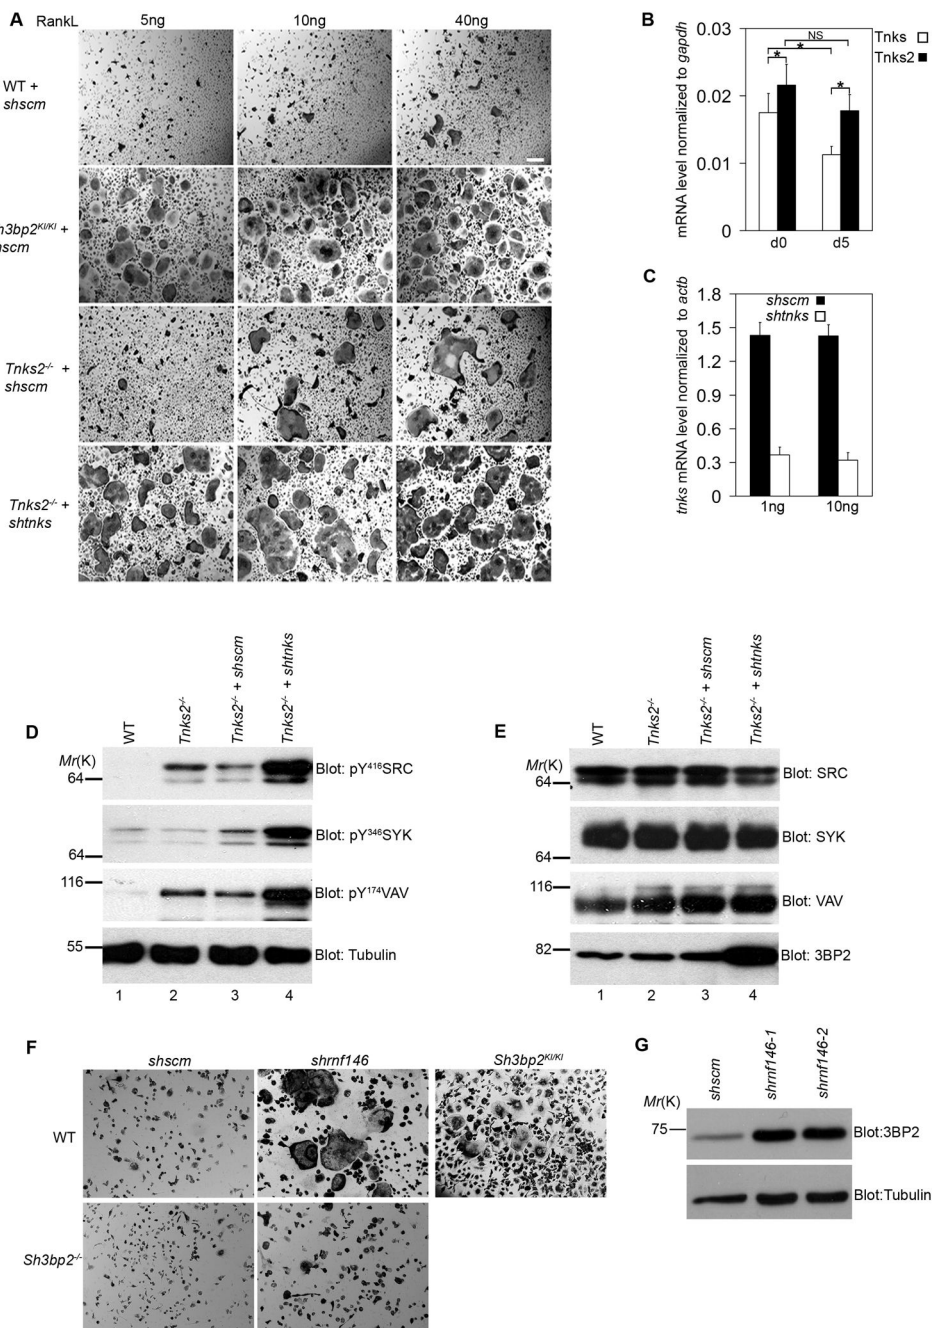 A
RankL 5ng 10ng 40ng
WT +
shscm
h3bp2KI/KI +
hscm
Tnks2-/- +
shscm
Tnks2-/- +
shtnks
B
mRNA level normalized to gapdh
0.03
0.02
0.01
0
NS
*
*
*
d0 d5
Tnks
Tnks2
C
tnks mRNA level normalized to actb
1.8
1.5
1.2
0.9
0.6
0.3
0
shscm
shtnks
1ng 10ng
D
WT Tnks2-/- Tnks2-/- + shscm Tnks2-/- + shtnks
Mr(K)
64 Blot: pY416SRC
64 Blot: pY346SYK
116 Blot: pY174VAV
55 Blot: Tubulin
1 2 3 4
E
WT Tnks2-/- Tnks2-/- + shscm Tnks2-/- + shtnks
Mr(K)
64 Blot: SRC
64 Blot: SYK
116 Blot: VAV
82 Blot: 3BP2
1 2 3 4
F
shscm shrnf146 Sh3bp2KI/KI
WT
Sh3bp2-/-
G
shscm shrnf146-1 shrnf146-2
Mr(K)
75 Blot:3BP2
Blot:Tubulin